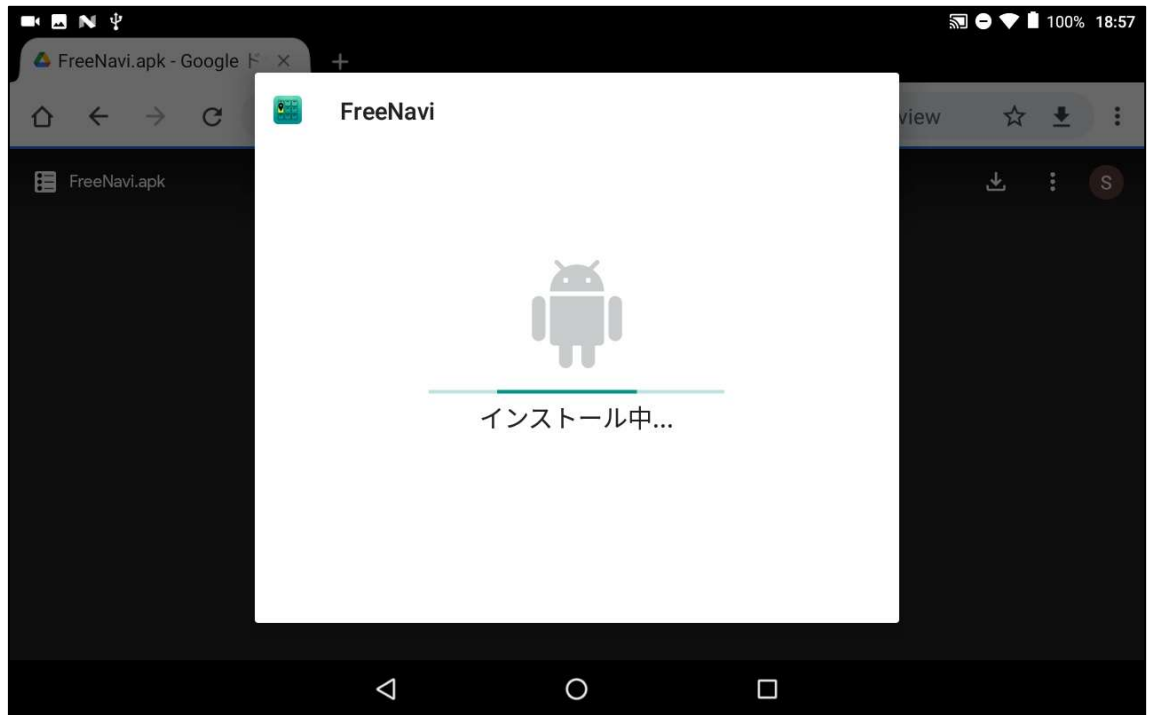 100% 18:57
FreeNavi.apk - Google ド
FreeNavi
view
FreeNavi.apk
S
インストール中...